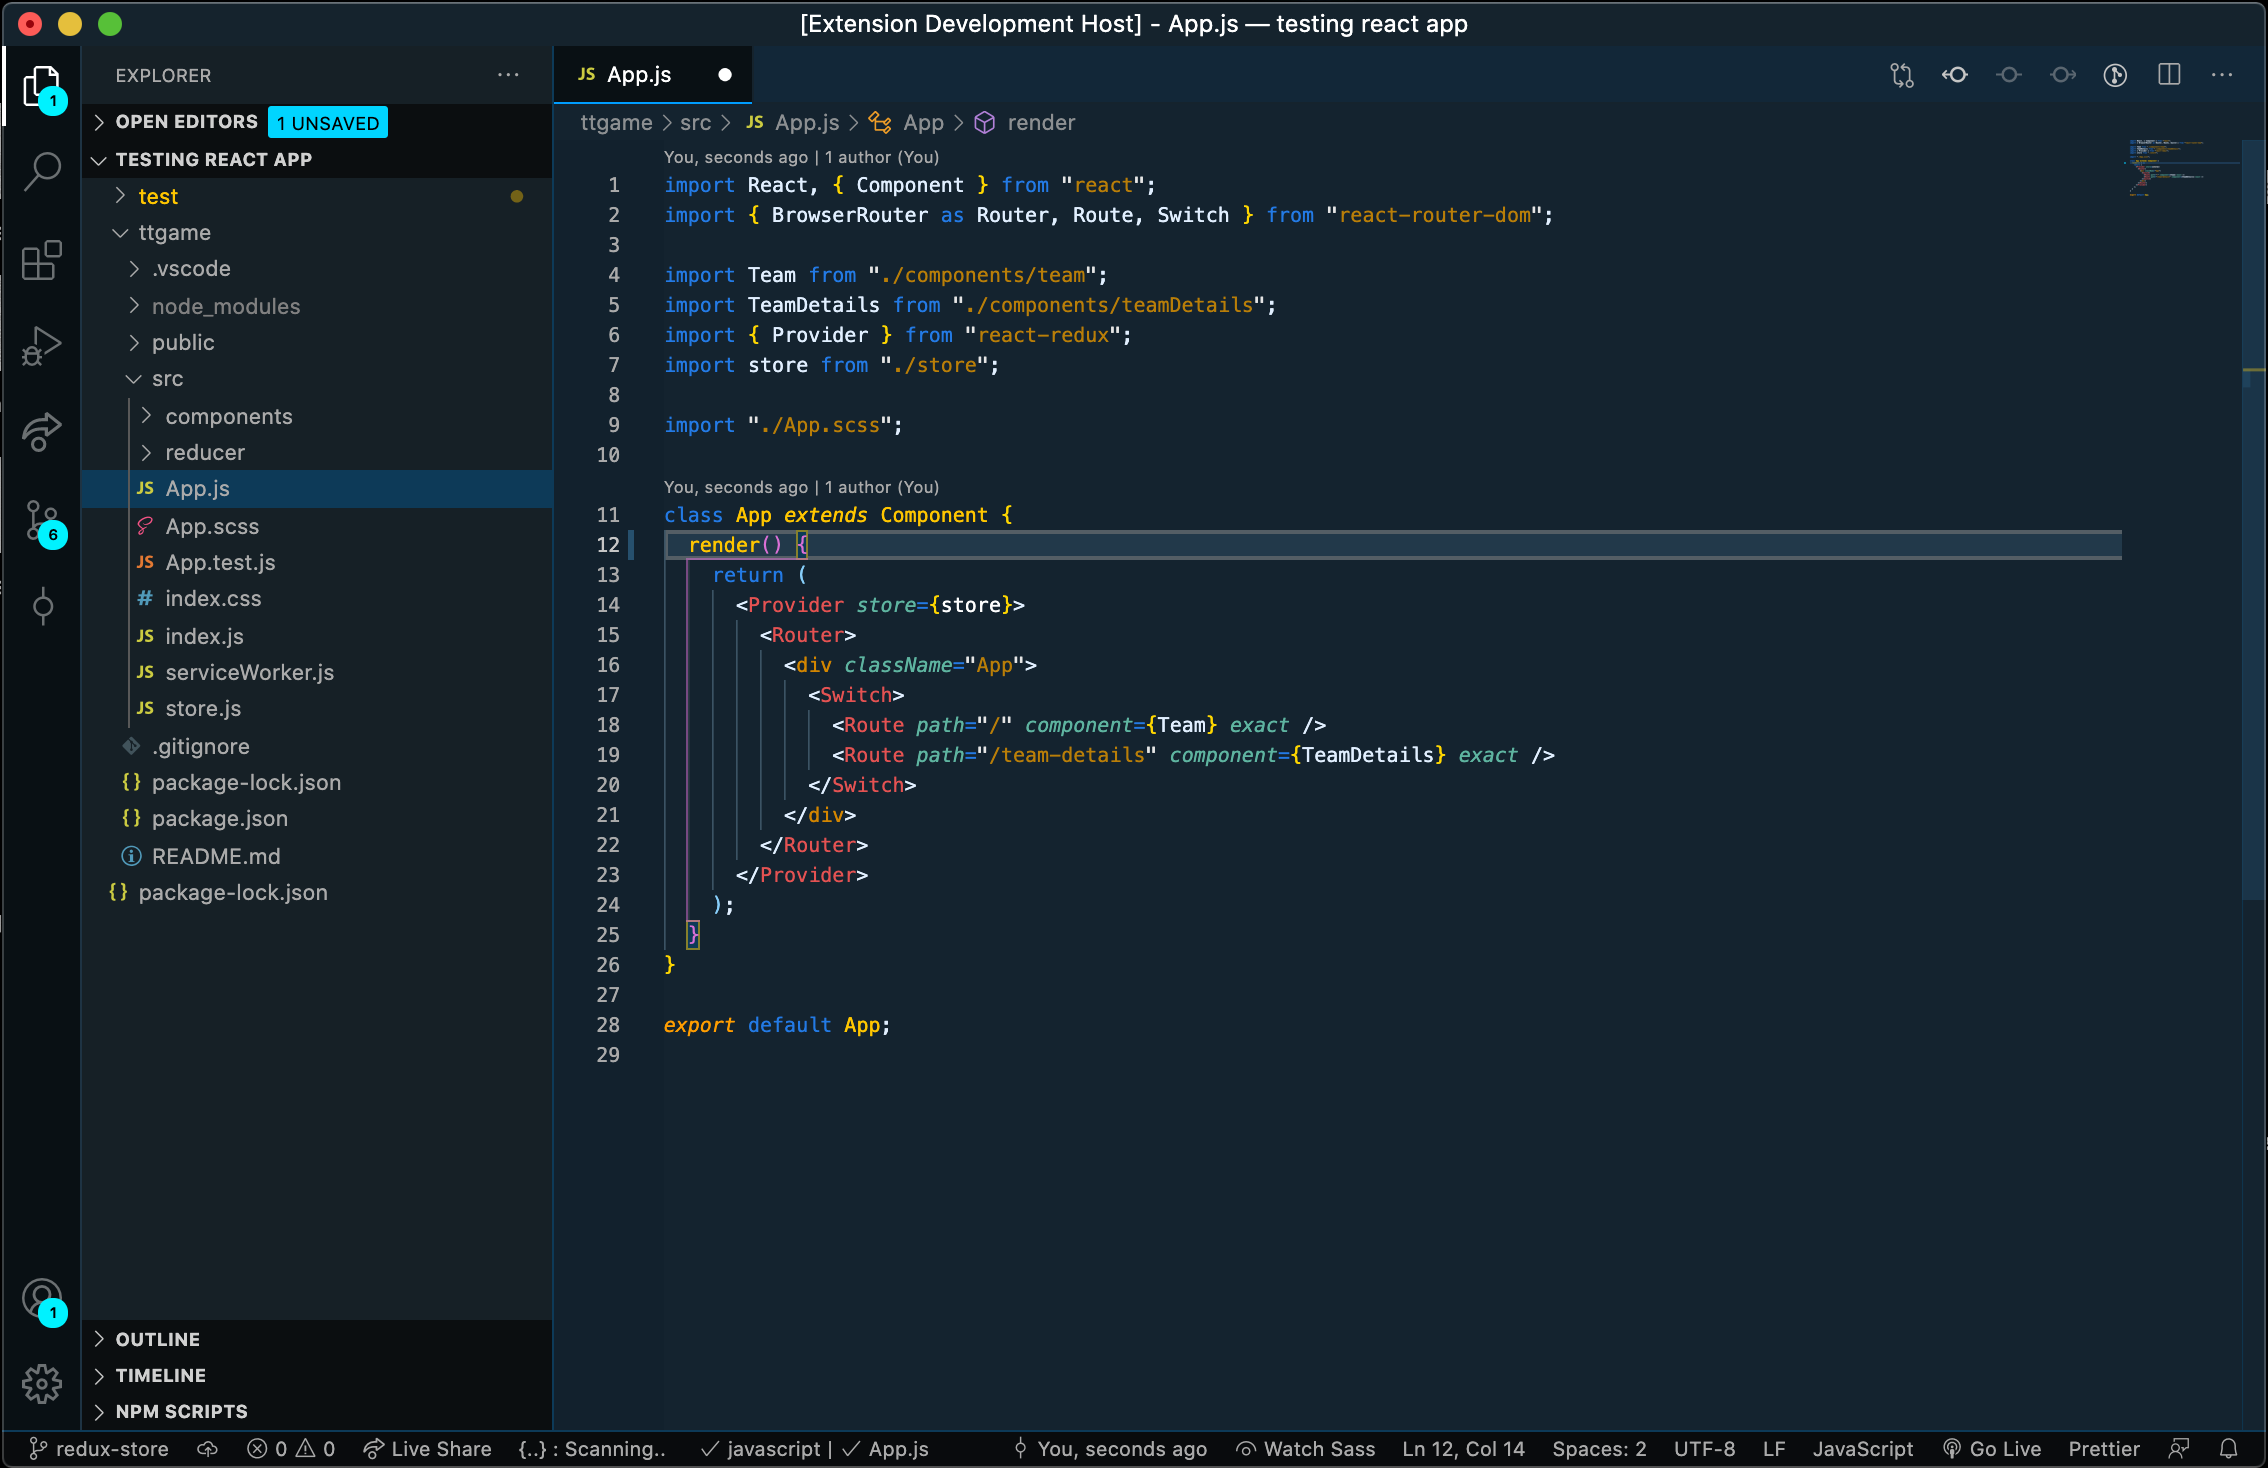 [Extension Development Host] - App.js — testing react app
EXPLORER
OPEN EDITORS 1 UNSAVED
TESTING REACT APP
test
ttgame
.vscode
node_modules
public
src
components
reducer
JS App.js
App.scss
JS App.test.js
# index.css
JS index.js
JS serviceWorker.js
JS store.js
.gitignore
{} package-lock.json
{} package.json
README.md
{} package-lock.json
OUTLINE
TIMELINE
NPM SCRIPTS
1
6
1
JS App.js
ttgame > src > JS App.js > App > render
You, seconds ago | 1 author (You)
1 import React, { Component } from "react";
2 import { BrowserRouter as Router, Route, Switch } from "react-router-dom";
3
4 import Team from "./components/team";
5 import TeamDetails from "./components/teamDetails";
6 import { Provider } from "react-redux";
7 import store from "./store";
8
9 import "./App.scss";
10
You, seconds ago | 1 author (You)
11 class App extends Component {
12 render() {
13 return (
14 <Provider store={store}>
15 <Router>
16 <div className="App">
17 <Switch>
18 <Route path="/" component={Team} exact />
19 <Route path="/team-details" component={TeamDetails} exact />
20 </Switch>
21 </div>
22 </Router>
23 </Provider>
24 );
25 }
26 }
27
28 export default App;
29
redux-store 0 0 Live Share {..} : Scanning.. ✓ javascript | ✓ App.js You, seconds ago Watch Sass Ln 12, Col 14 Spaces: 2 UTF-8 LF JavaScript Go Live Prettier